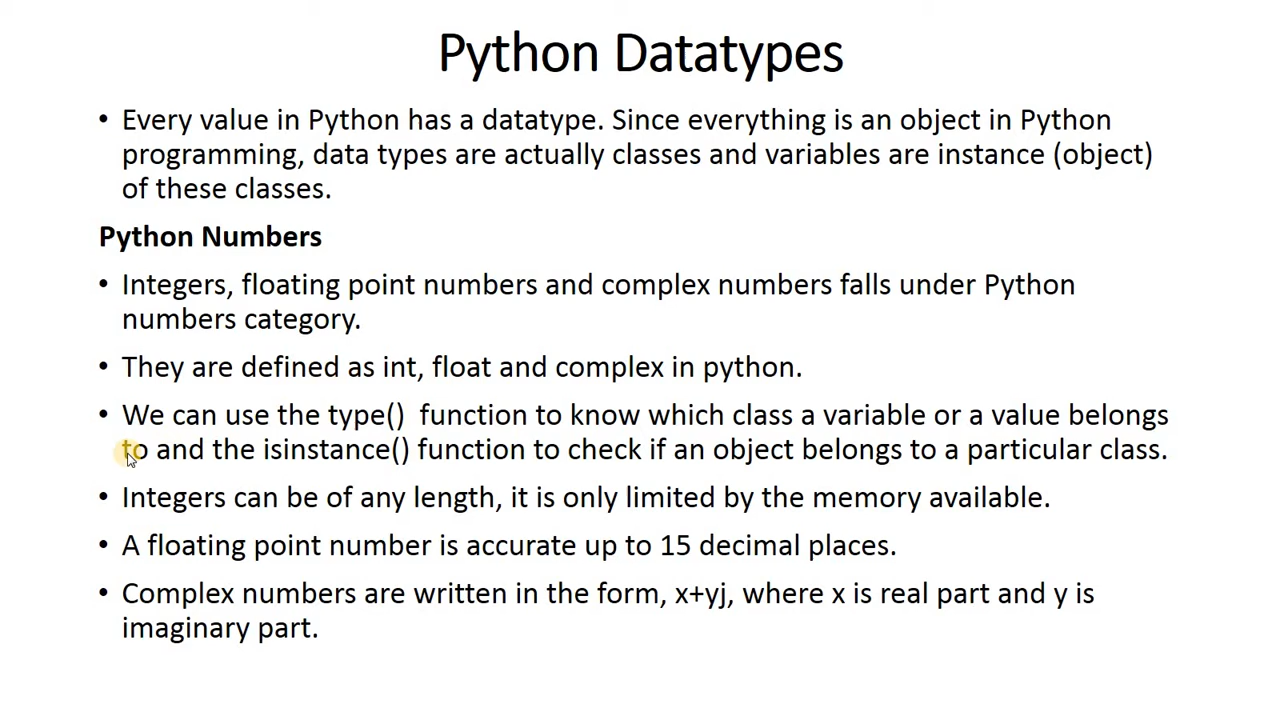 Python Datatypes
• Every value in Python has a datatype. Since everything is an object in Python
programming, data types are actually classes and variables are instance (object)
of these classes.
Python Numbers
• Integers, floating point numbers and complex numbers falls under Python
numbers category.
• They are defined as int, float and complex in python.
• We can use the type()  function to know which class a variable or a value belongs
to and the isinstance() function to check if an object belongs to a particular class.
• Integers can be of any length, it is only limited by the memory available.
• A floating point number is accurate up to 15 decimal places.
• Complex numbers are written in the form, x+yj, where x is real part and y is
imaginary part.